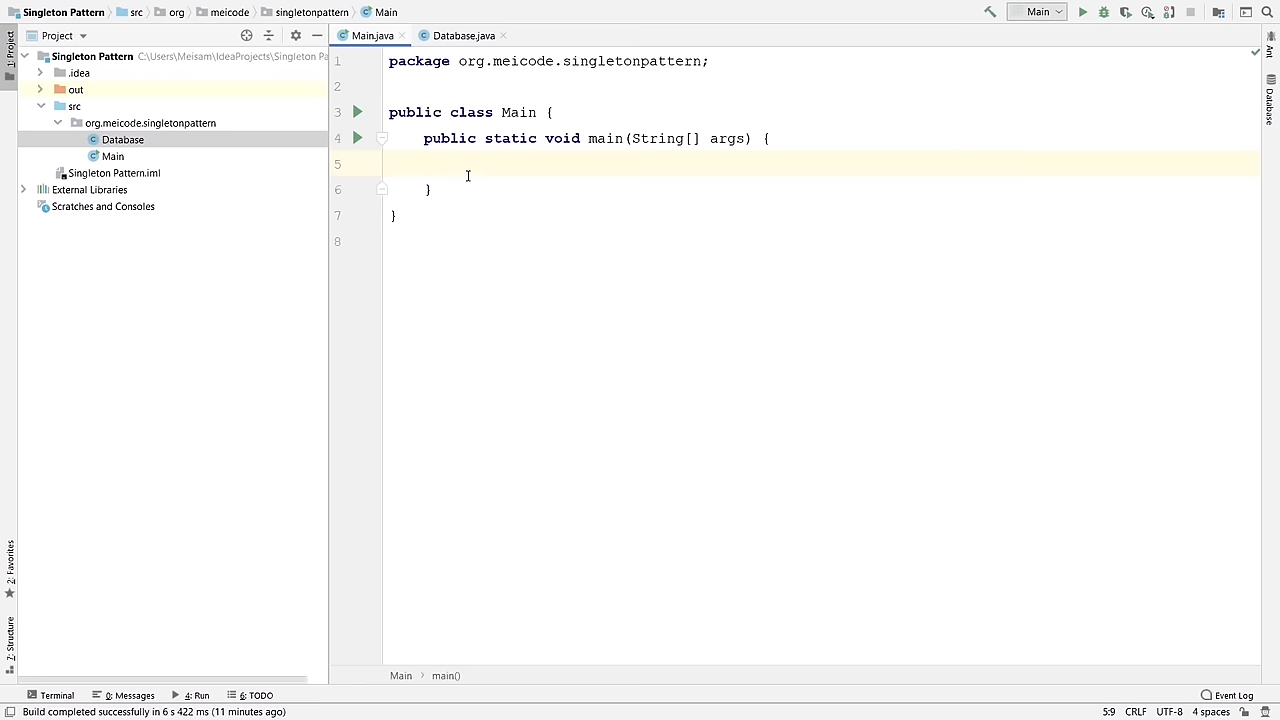 Singleton Pattern src org meicode singletonpattern Main
Main
1: Project
Project
Main.java
Database.java
Singleton Pattern C:\Users\Meisam\IdeaProjects\Singleton Pa
.idea
out
src
org.meicode.singletonpattern
Database
Main
Singleton Pattern.iml
External Libraries
Scratches and Consoles
1 package org.meicode.singletonpattern;
2
3 public class Main {
4 public static void main(String[] args) {
5
6 }
7 }
8
Ant
Database
2: Favorites
7: Structure
Main main()
Terminal 0: Messages 4: Run 6: TODO Event Log
Build completed successfully in 6 s 422 ms (11 minutes ago) 5:9 CRLF UTF-8 4 spaces